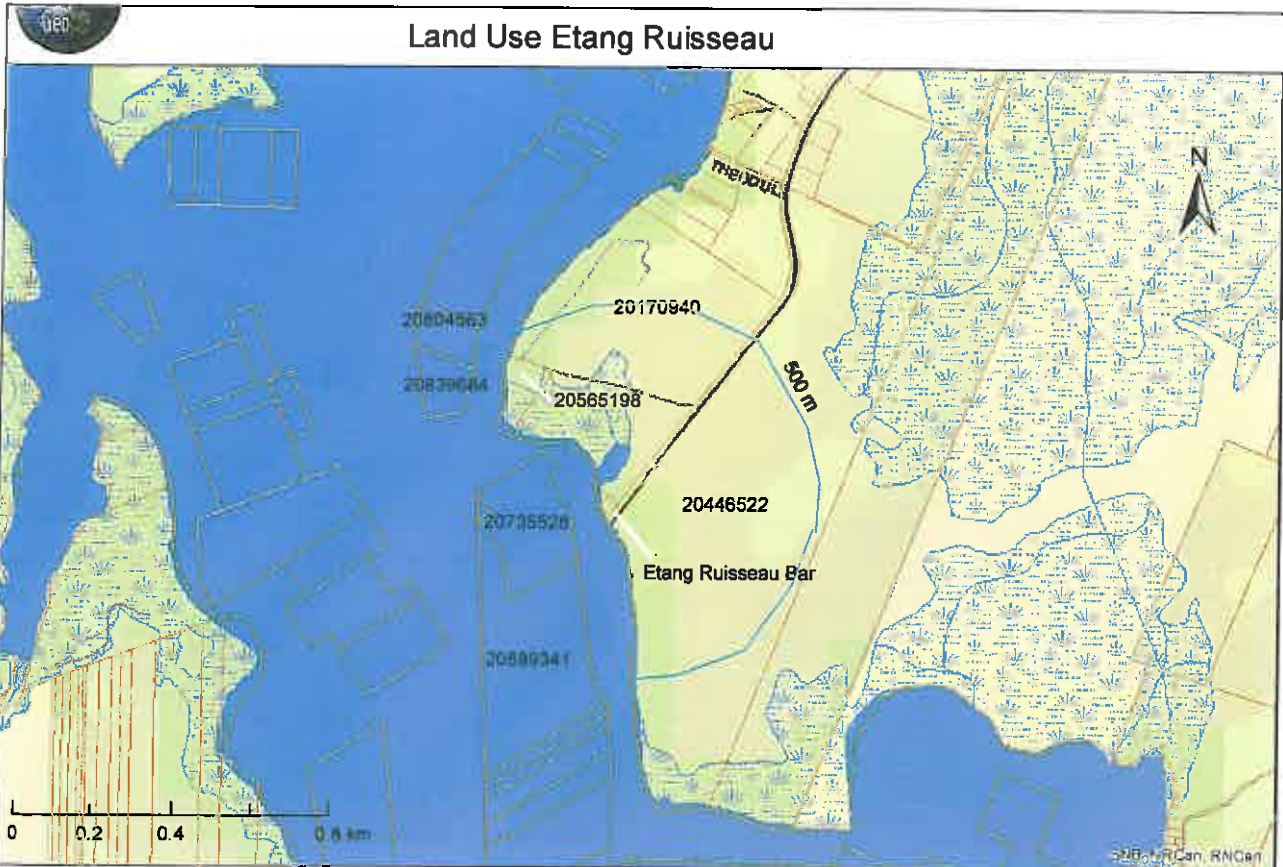 Geo
Land Use Etang Ruisseau
N
20170940
20804563
500 m
20839684
20565198
20446522
20735528
Etang Ruisseau Bar
20589341
0 0.2 0.4 0.8 km
NRCan, RNCan